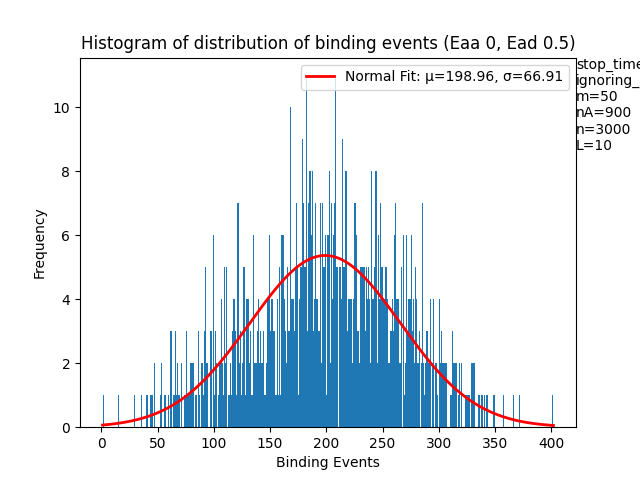 Histogram of distribution of binding events (Eaa 0, Ead 0.5)
Normal Fit: μ=198.96, σ=66.91
stop_time
ignoring_
m=50
nA=900
n=3000
L=10
10
8
6
4
2
0
Frequency
0 50 100 150 200 250 300 350 400
Binding Events